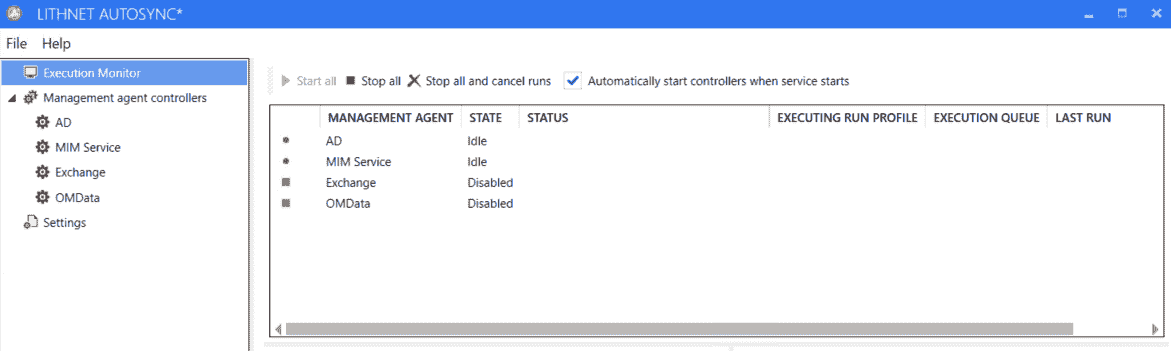 LITHNET AUTOSYNC*
File Help
Execution Monitor
Management agent controllers
AD
MIM Service
Exchange
OMData
Settings
Start all Stop all Stop all and cancel runs Automatically start controllers when service starts
MANAGEMENT AGENT STATE STATUS EXECUTING RUN PROFILE EXECUTION QUEUE LAST RUN
AD Idle
MIM Service Idle
Exchange Disabled
OMData Disabled